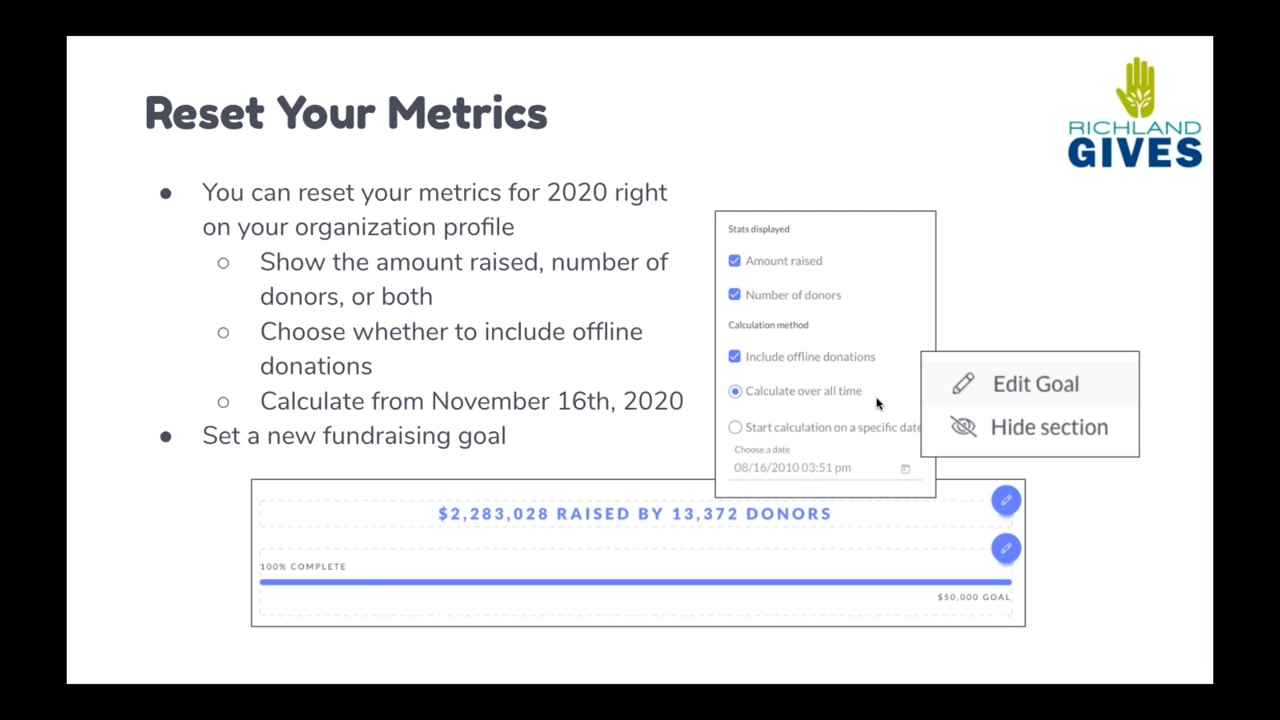 Reset Your Metrics
RICHLAND
GIVES
● You can reset your metrics for 2020 right
on your organization profile
○ Show the amount raised, number of
donors, or both
○ Choose whether to include offline
donations
○ Calculate from November 16th, 2020
● Set a new fundraising goal
Stats displayed
Amount raised
Number of donors
Calculation method
Include offline donations
Calculate over all time
Start calculation on a specific date
Choose a date
08/16/2010 03:51 pm
Edit Goal
Hide section
$2,283,028 RAISED BY 13,372 DONORS
100% COMPLETE
$50,000 GOAL